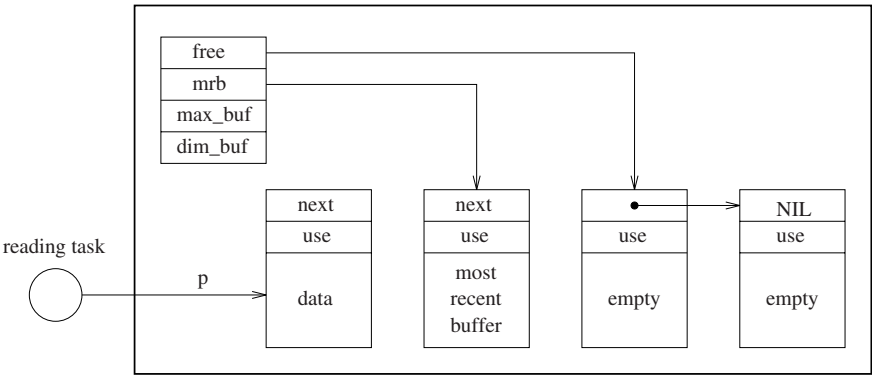 free
mrb
max_buf
dim_buf
next
next
NIL
use
use
use
use
reading task
p
data
most
recent
buffer
empty
empty